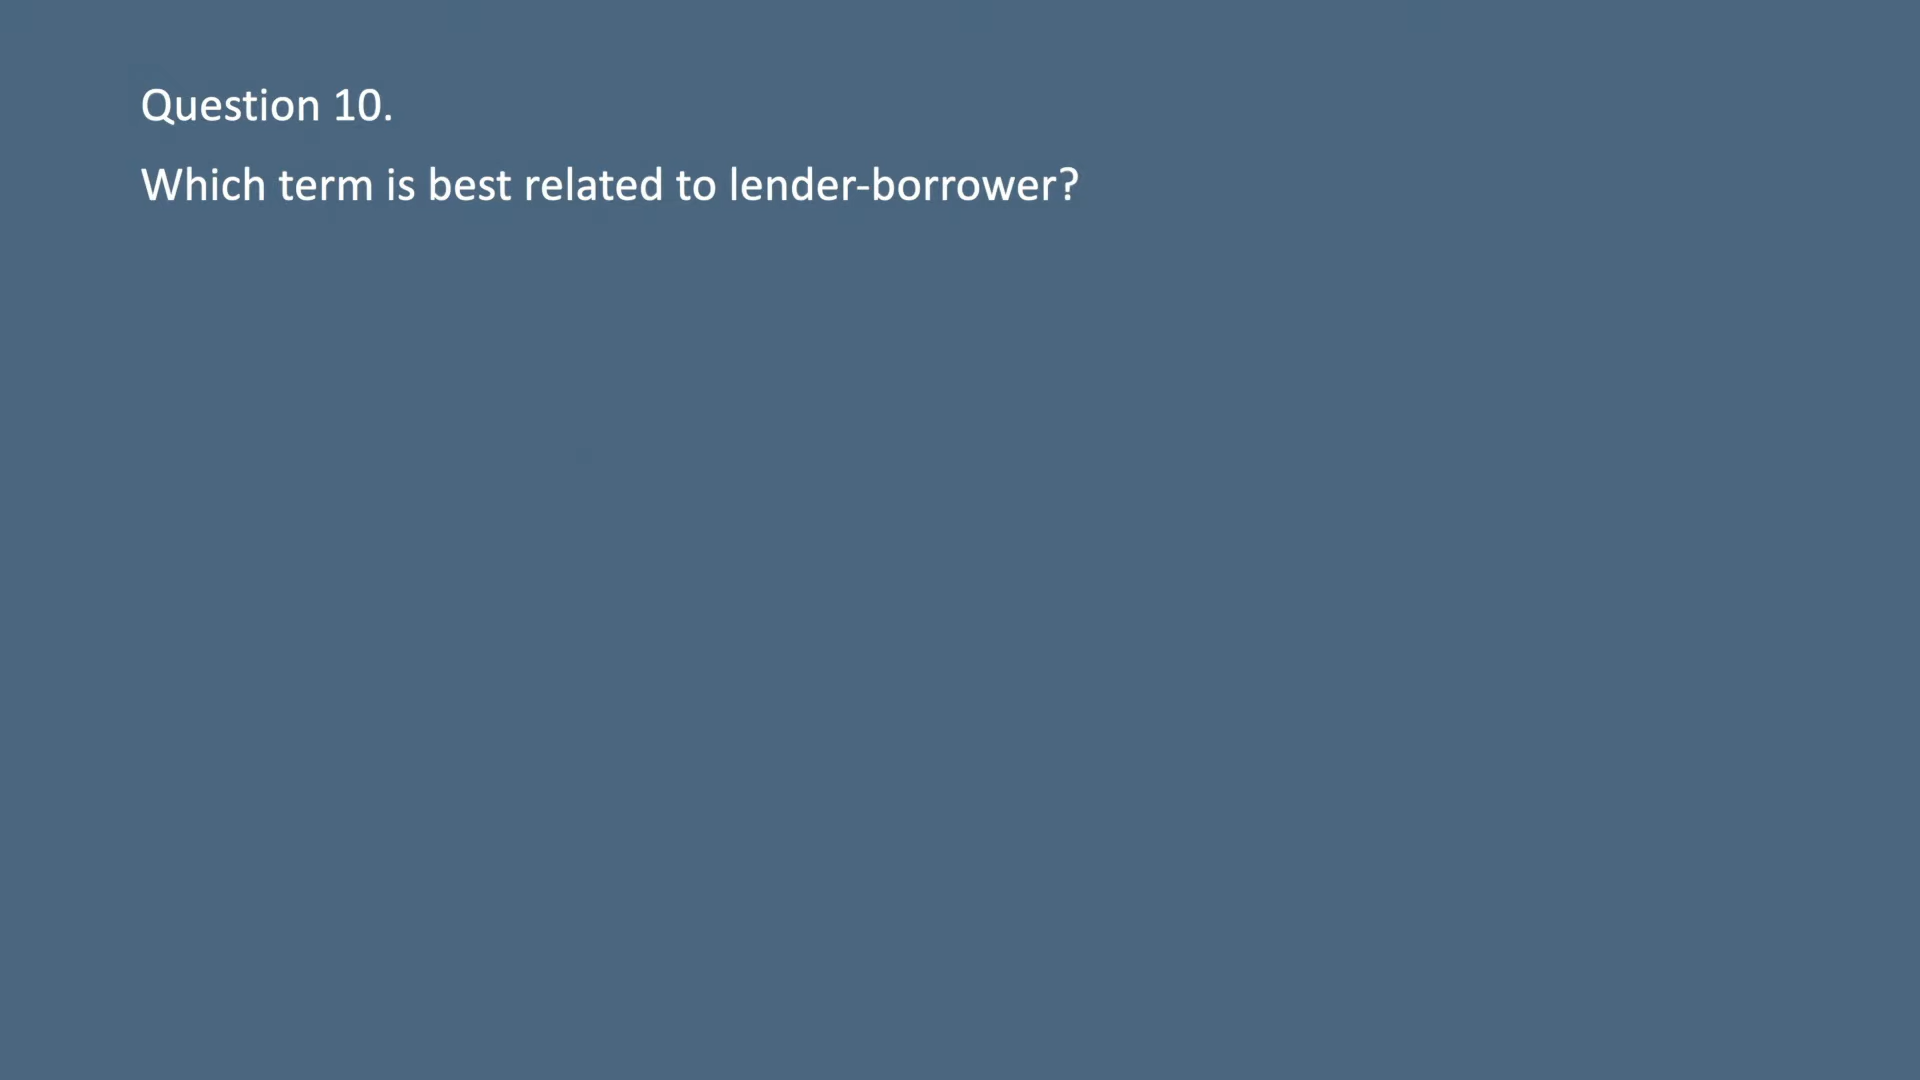 Question 10.
Which term is best related to lender-borrower?